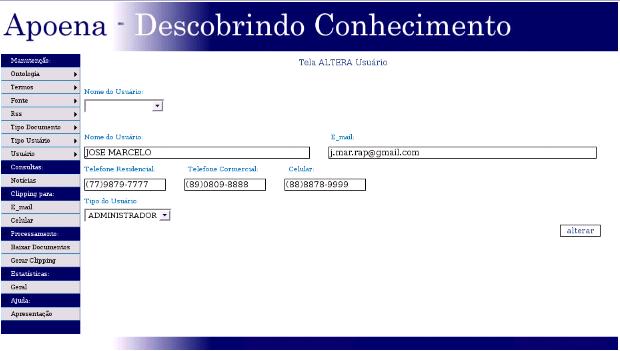 Apoena - Descobrindo Conhecimento
Tela ALTERA Usuário
Manutenção:
Ontologia
Termos
Fonte
Rss
Tipo Documento
Tipo Usuário
Usuário
Consultas:
Notícias
Clipping para:
E_mail
Celular
Processamento:
Baixar Documentos
Gerar Clipping
Estatísticas:
Geral
Ajuda:
Apresentação
Nome do Usuário:
Nome do Usuário: E_mail:
JOSE MARCELO j.mar.rap@gmail.com
Telefone Residencial: Telefone Comercial: Celular:
(77)9879-7777 (89)0809-8888 (88)8878-9999
Tipo do Usuário
ADMINISTRADOR
alterar